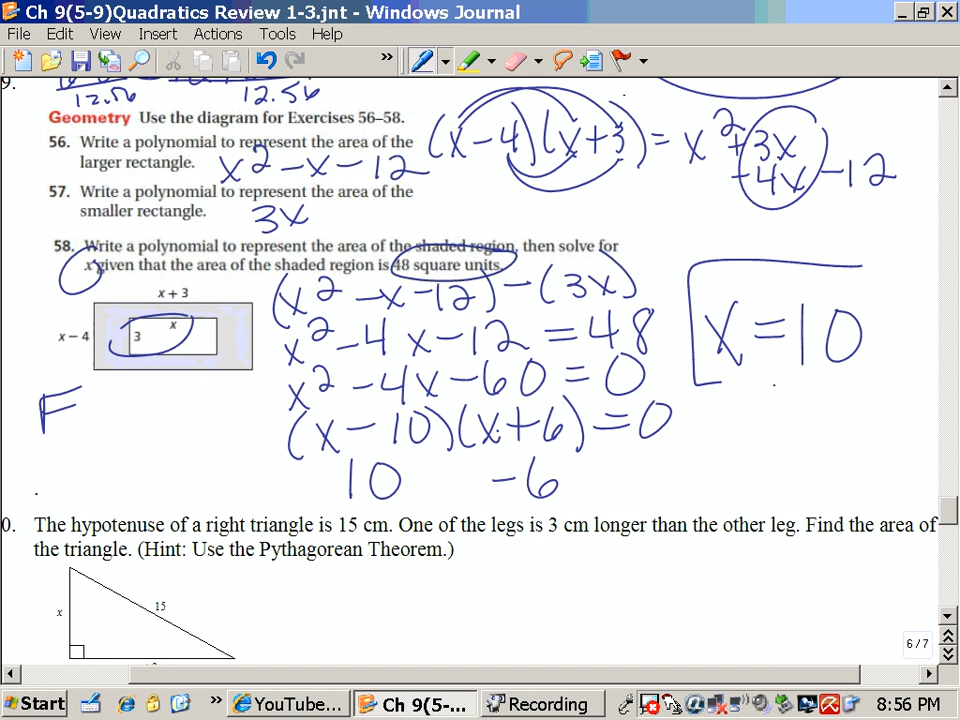 Ch 9(5-9)Quadratics Review 1-3.jnt - Windows Journal
File Edit View Insert Actions Tools Help
9.
12.56 12.56
Geometry Use the diagram for Exercises 56–58.
56. Write a polynomial to represent the area of the
larger rectangle. x² - x - 12
(x-4)(x+3) = x² + 3x
- 4x - 12
57. Write a polynomial to represent the area of the
smaller rectangle. 3x
58. Write a polynomial to represent the area of the shaded region, then solve for
x given that the area of the shaded region is 48 square units.
x + 3
x – 4
3
x
(x² - x - 12) - (3x)
x² - 4x - 12 = 48
x² - 4x - 60 = 0
(x - 10)(x + 6) = 0
10 -6
x = 10
F
0. The hypotenuse of a right triangle is 15 cm. One of the legs is 3 cm longer than the other leg. Find the area of
the triangle. (Hint: Use the Pythagorean Theorem.)
x
15
6 / 7
Start YouTube... Ch 9(5-... Recording 8:56 PM